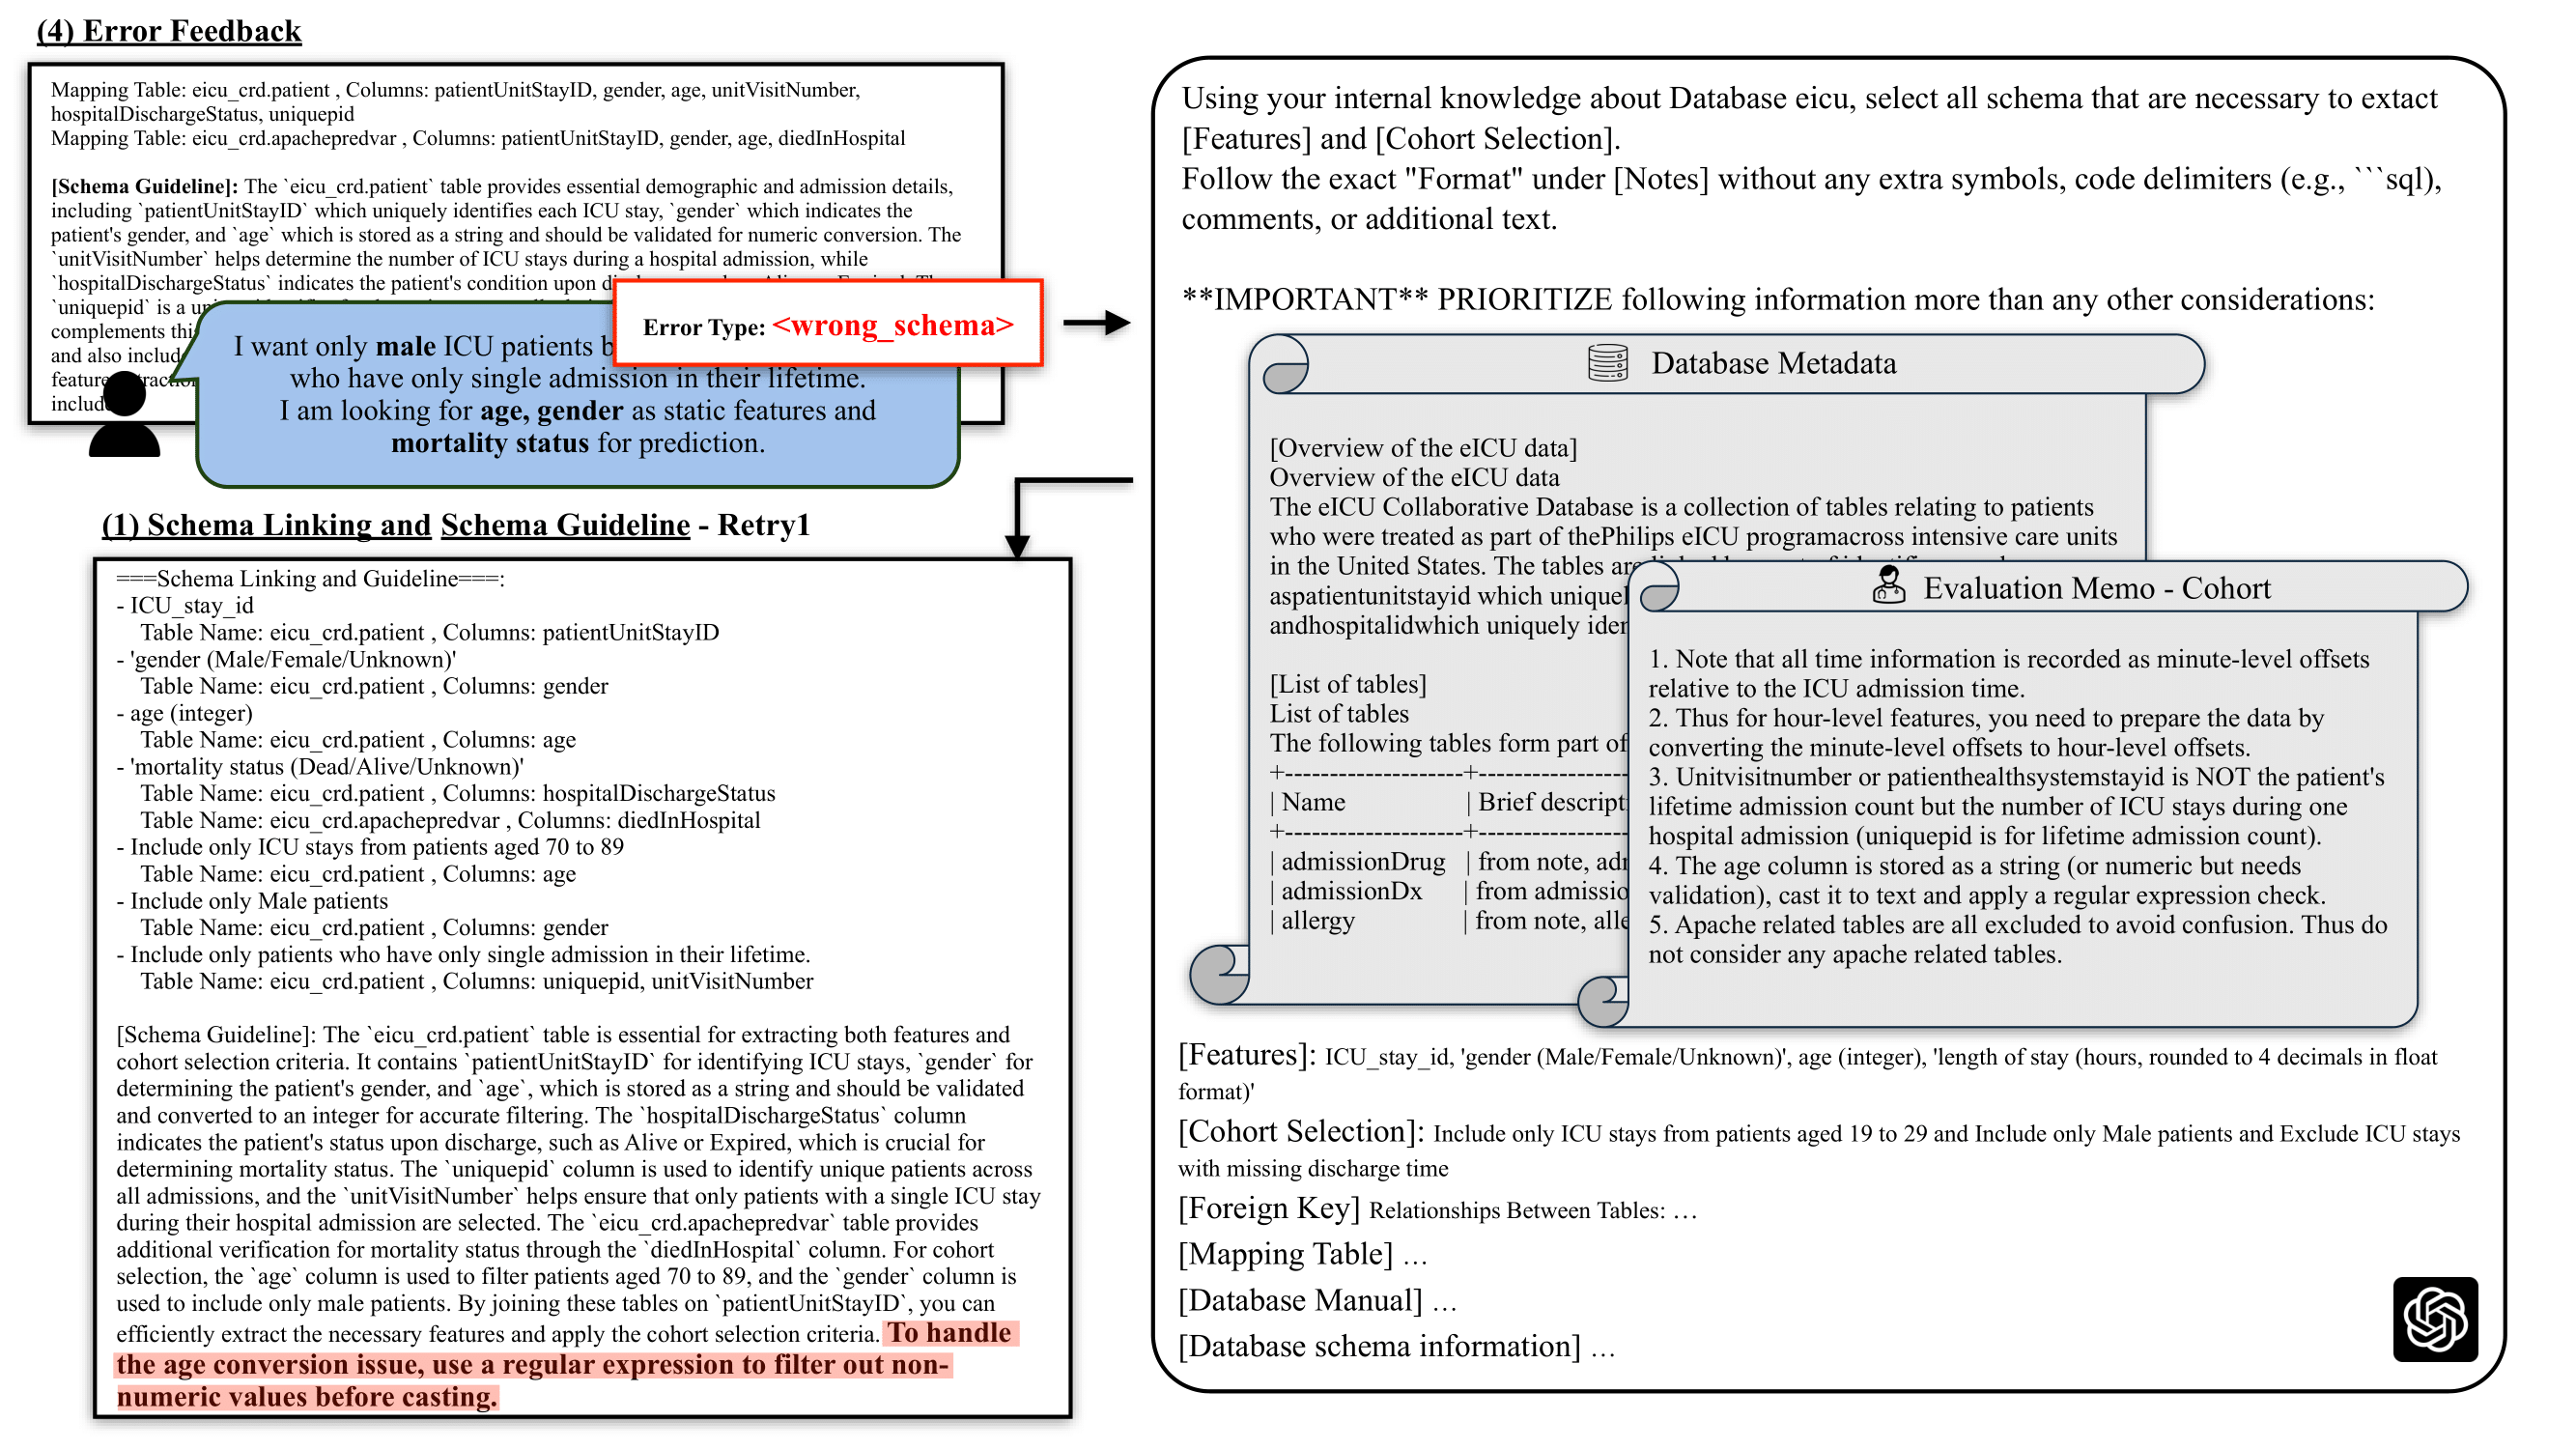 (4) Error Feedback
Mapping Table: eicu_crd.patient , Columns: patientUnitStayID, gender, age, unitVisitNumber,
hospitalDischargeStatus, uniquepid
Mapping Table: eicu_crd.apachepredvar , Columns: patientUnitStayID, gender, age, diedInHospital
[Schema Guideline]: The `eicu_crd.patient` table provides essential demographic and admission details,
including `patientUnitStayID` which uniquely identifies each ICU stay, `gender` which indicates the
patient's gender, and `age` which is stored as a string and should be validated for numeric conversion. The
`unitVisitNumber` helps determine the number of ICU stays during a hospital admission, while
`hospitalDischargeStatus` indicates the patient's condition upon
`uniquepid` is a
complements
and also
Error Type: <wrong_schema>
I want only male ICU patients
who have only single admission in their lifetime.
I am looking for age, gender as static features and
mortality status for prediction.
(1) Schema Linking and Schema Guideline - Retry1
===Schema Linking and Guideline===:
- ICU_stay_id
Table Name: eicu_crd.patient , Columns: patientUnitStayID
- 'gender (Male/Female/Unknown)'
Table Name: eicu_crd.patient , Columns: gender
- age (integer)
Table Name: eicu_crd.patient , Columns: age
- 'mortality status (Dead/Alive/Unknown)'
Table Name: eicu_crd.patient , Columns: hospitalDischargeStatus
Table Name: eicu_crd.apachepredvar , Columns: diedInHospital
- Include only ICU stays from patients aged 70 to 89
Table Name: eicu_crd.patient , Columns: age
- Include only Male patients
Table Name: eicu_crd.patient , Columns: gender
- Include only patients who have only single admission in their lifetime.
Table Name: eicu_crd.patient , Columns: uniquepid, unitVisitNumber
[Schema Guideline]: The `eicu_crd.patient` table is essential for extracting both features and
cohort selection criteria. It contains `patientUnitStayID` for identifying ICU stays, `gender` for
determining the patient's gender, and `age`, which is stored as a string and should be validated
and converted to an integer for accurate filtering. The `hospitalDischargeStatus` column
indicates the patient's status upon discharge, such as Alive or Expired, which is crucial for
determining mortality status. The `uniquepid` column is used to identify unique patients across
all admissions, and the `unitVisitNumber` helps ensure that only patients with a single ICU stay
during their hospital admission are selected. The `eicu_crd.apachepredvar` table provides
additional verification for mortality status through the `diedInHospital` column. For cohort
selection, the `age` column is used to filter patients aged 70 to 89, and the `gender` column is
used to include only male patients. By joining these tables on `patientUnitStayID`, you can
efficiently extract the necessary features and apply the cohort selection criteria. To handle
the age conversion issue, use a regular expression to filter out non-
numeric values before casting.
Using your internal knowledge about Database eicu, select all schema that are necessary to extact
[Features] and [Cohort Selection].
Follow the exact "Format" under [Notes] without any extra symbols, code delimiters (e.g., ```sql),
comments, or additional text.
**IMPORTANT** PRIORITIZE following information more than any other considerations:
Database Metadata
[Overview of the eICU data]
Overview of the eICU data
The eICU Collaborative Database is a collection of tables relating to patients
who were treated as part of thePhilips eICU programacross intensive care units
in the United States. The tables are
aspatientunitstayid which
andhospitalidwhich uniquely
[List of tables]
List of tables
The following tables form part of
+--------------------+-----------------
| Name | Brief
+--------------------+-----------------
| admissionDrug | from note,
| admissionDx | from
| allergy | from note,
Evaluation Memo - Cohort
1. Note that all time information is recorded as minute-level offsets
relative to the ICU admission time.
2. Thus for hour-level features, you need to prepare the data by
converting the minute-level offsets to hour-level offsets.
3. Unitvisitnumber or patienthealthsystemstayid is NOT the patient's
lifetime admission count but the number of ICU stays during one
hospital admission (uniquepid is for lifetime admission count).
4. The age column is stored as a string (or numeric but needs
validation), cast it to text and apply a regular expression check.
5. Apache related tables are all excluded to avoid confusion. Thus do
not consider any apache related tables.
[Features]: ICU_stay_id, 'gender (Male/Female/Unknown)', age (integer), 'length of stay (hours, rounded to 4 decimals in float
format)'
[Cohort Selection]: Include only ICU stays from patients aged 19 to 29 and Include only Male patients and Exclude ICU stays
with missing discharge time
[Foreign Key] Relationships Between Tables: …
[Mapping Table] …
[Database Manual] …
[Database schema information] …